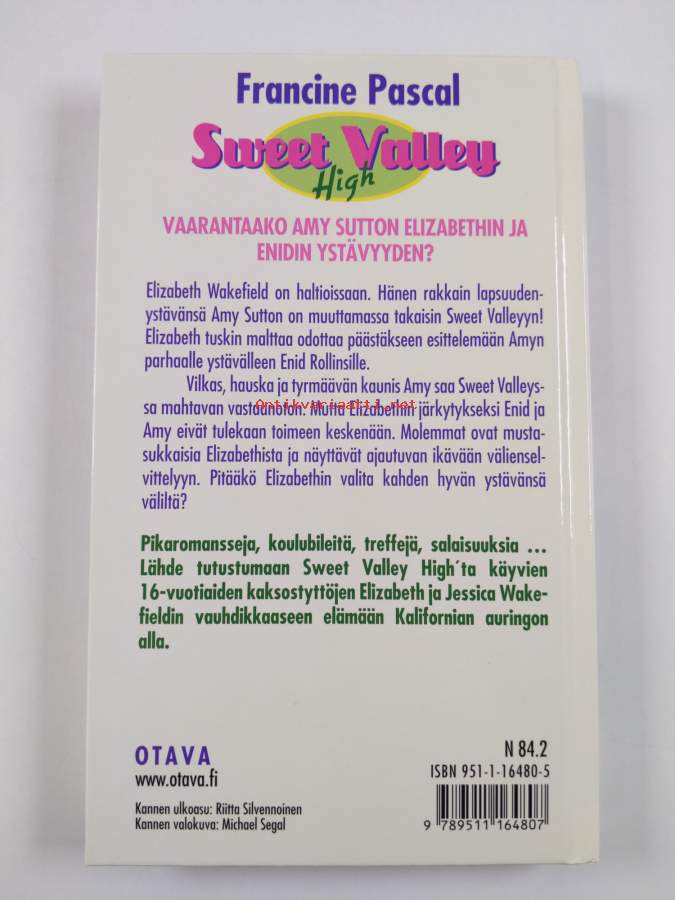 Francine Pascal
Sweet Valley
High
VAARANTAAKO AMY SUTTON ELIZABETHIN JA
ENIDIN YSTÄVYYDEN?
Elizabeth Wakefield on haltioissaan. Hänen rakkain lapsuuden-
ystävänsä Amy Sutton on muuttamassa takaisin Sweet Valleyyn!
Elizabeth tuskin malttaa odottaa päästäkseen esittelemään Amyn
parhaalle ystävälleen Enid Rollinsille.
Vilkas, hauska ja tyrmäävän kaunis Amy saa Sweet Valleys-
sa mahtavan vastaanoton. Mutta Elizabethin järkytykseksi Enid ja
Antikvariaatti.net
Amy eivät tulekaan toimeen keskenään. Molemmat ovat musta-
sukkaisia Elizabethista ja näyttävät ajautuvan ikävään väliensel-
vittelyyn. Pitääkö Elizabethin valita kahden hyvän ystävänsä
väliltä?
Pikaromansseja, koulubileitä, treffejä, salaisuuksia ...
Lähde tutustumaan Sweet Valley High´ta käyvien
16-vuotiaiden kaksostyttöjen Elizabeth ja Jessica Wake-
fieldin vauhdikkaaseen elämään Kalifornian auringon
alla.
OTAVA
www.otava.fi
Kannen ulkoasu: Riitta Silvennoinen
Kannen valokuva: Michael Segal
N 84.2
ISBN 951-1-16480-5
9 789511 164807